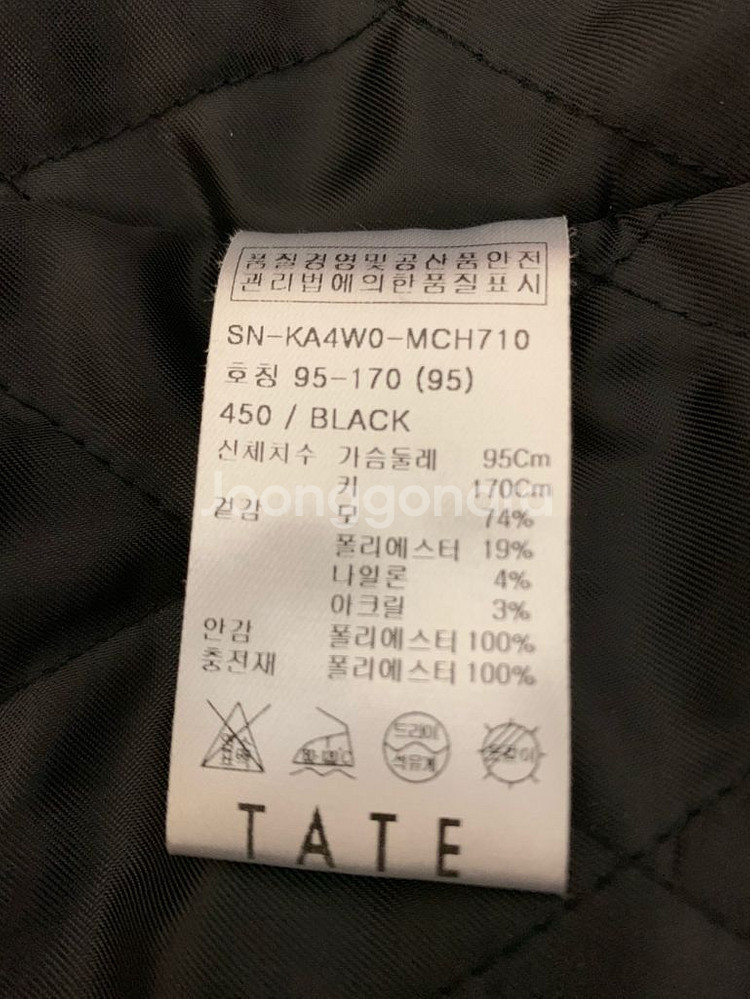 품질경영및공산품안전
관리법에의한품질표시
SN-KA4W0-MCH710
호칭 95-170 (95)
450 / BLACK
신체치수 가슴둘레 95Cm
키 170Cm
겉감 모 74%
폴리에스터 19%
나일론 4%
아크릴 3%
안감 폴리에스터 100%
충전재 폴리에스터 100%
드라이
석유계
옷걸이
TATE
Joonggonara